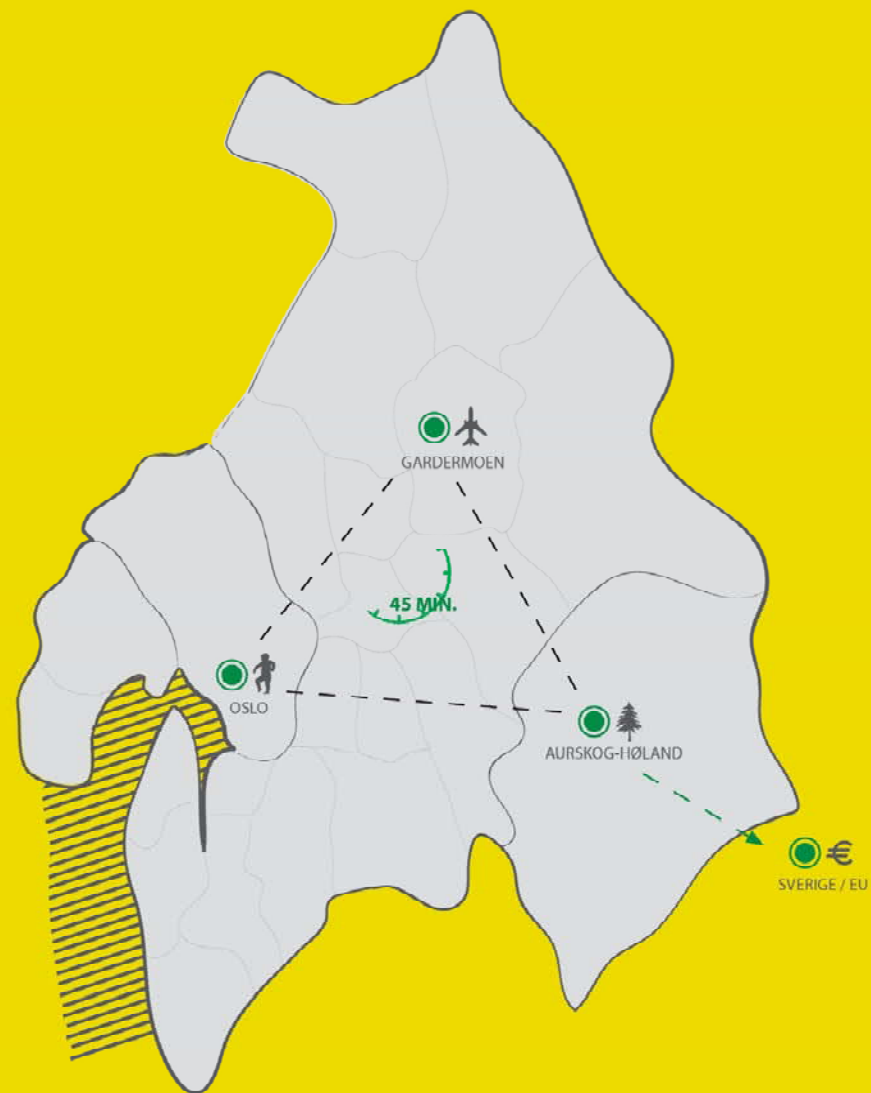 GARDERMOEN
45 MIN.
OSLO
AURSKOG-HØLAND
€
SVERIGE / EU